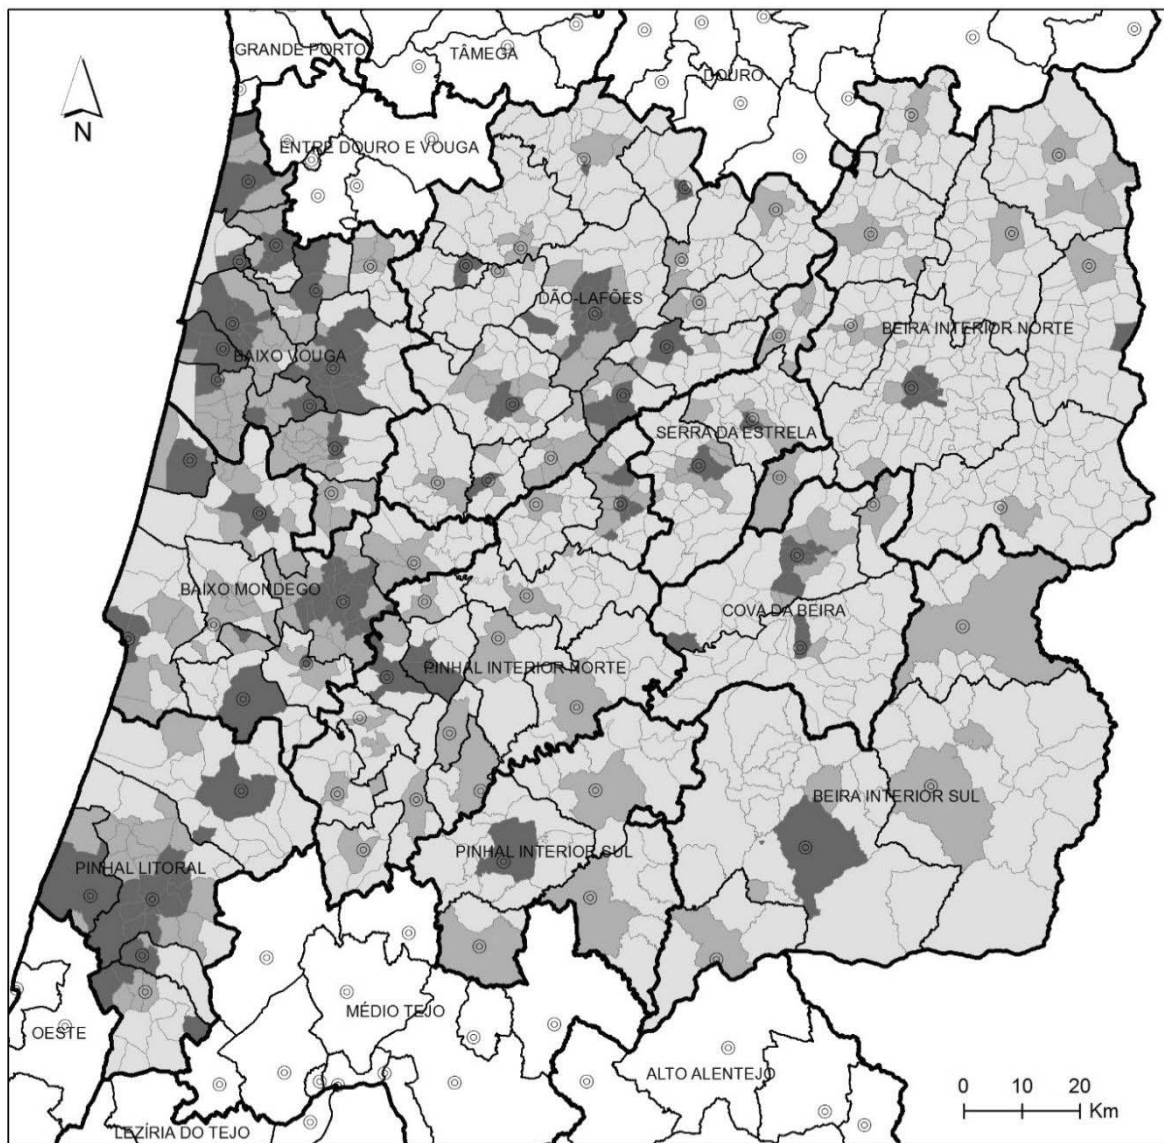 GRANDE PORTO
TÂMEGA
DOURO
N
ENTRE DOURO E VOUGA
DÃO-LAFÕES
BEIRA INTERIOR NORTE
BAIXO VOUGA
SERRA DA ESTRELA
BAIXO MONDEGO
COVA DA BEIRA
PINHAL INTERIOR NORTE
BEIRA INTERIOR SUL
PINHAL INTERIOR SUL
PINHAL LITORAL
MÉDIO TEJO
OESTE
ALTO ALENTEJO
0 10 20
Km
LEZÍRIA DO TEJO